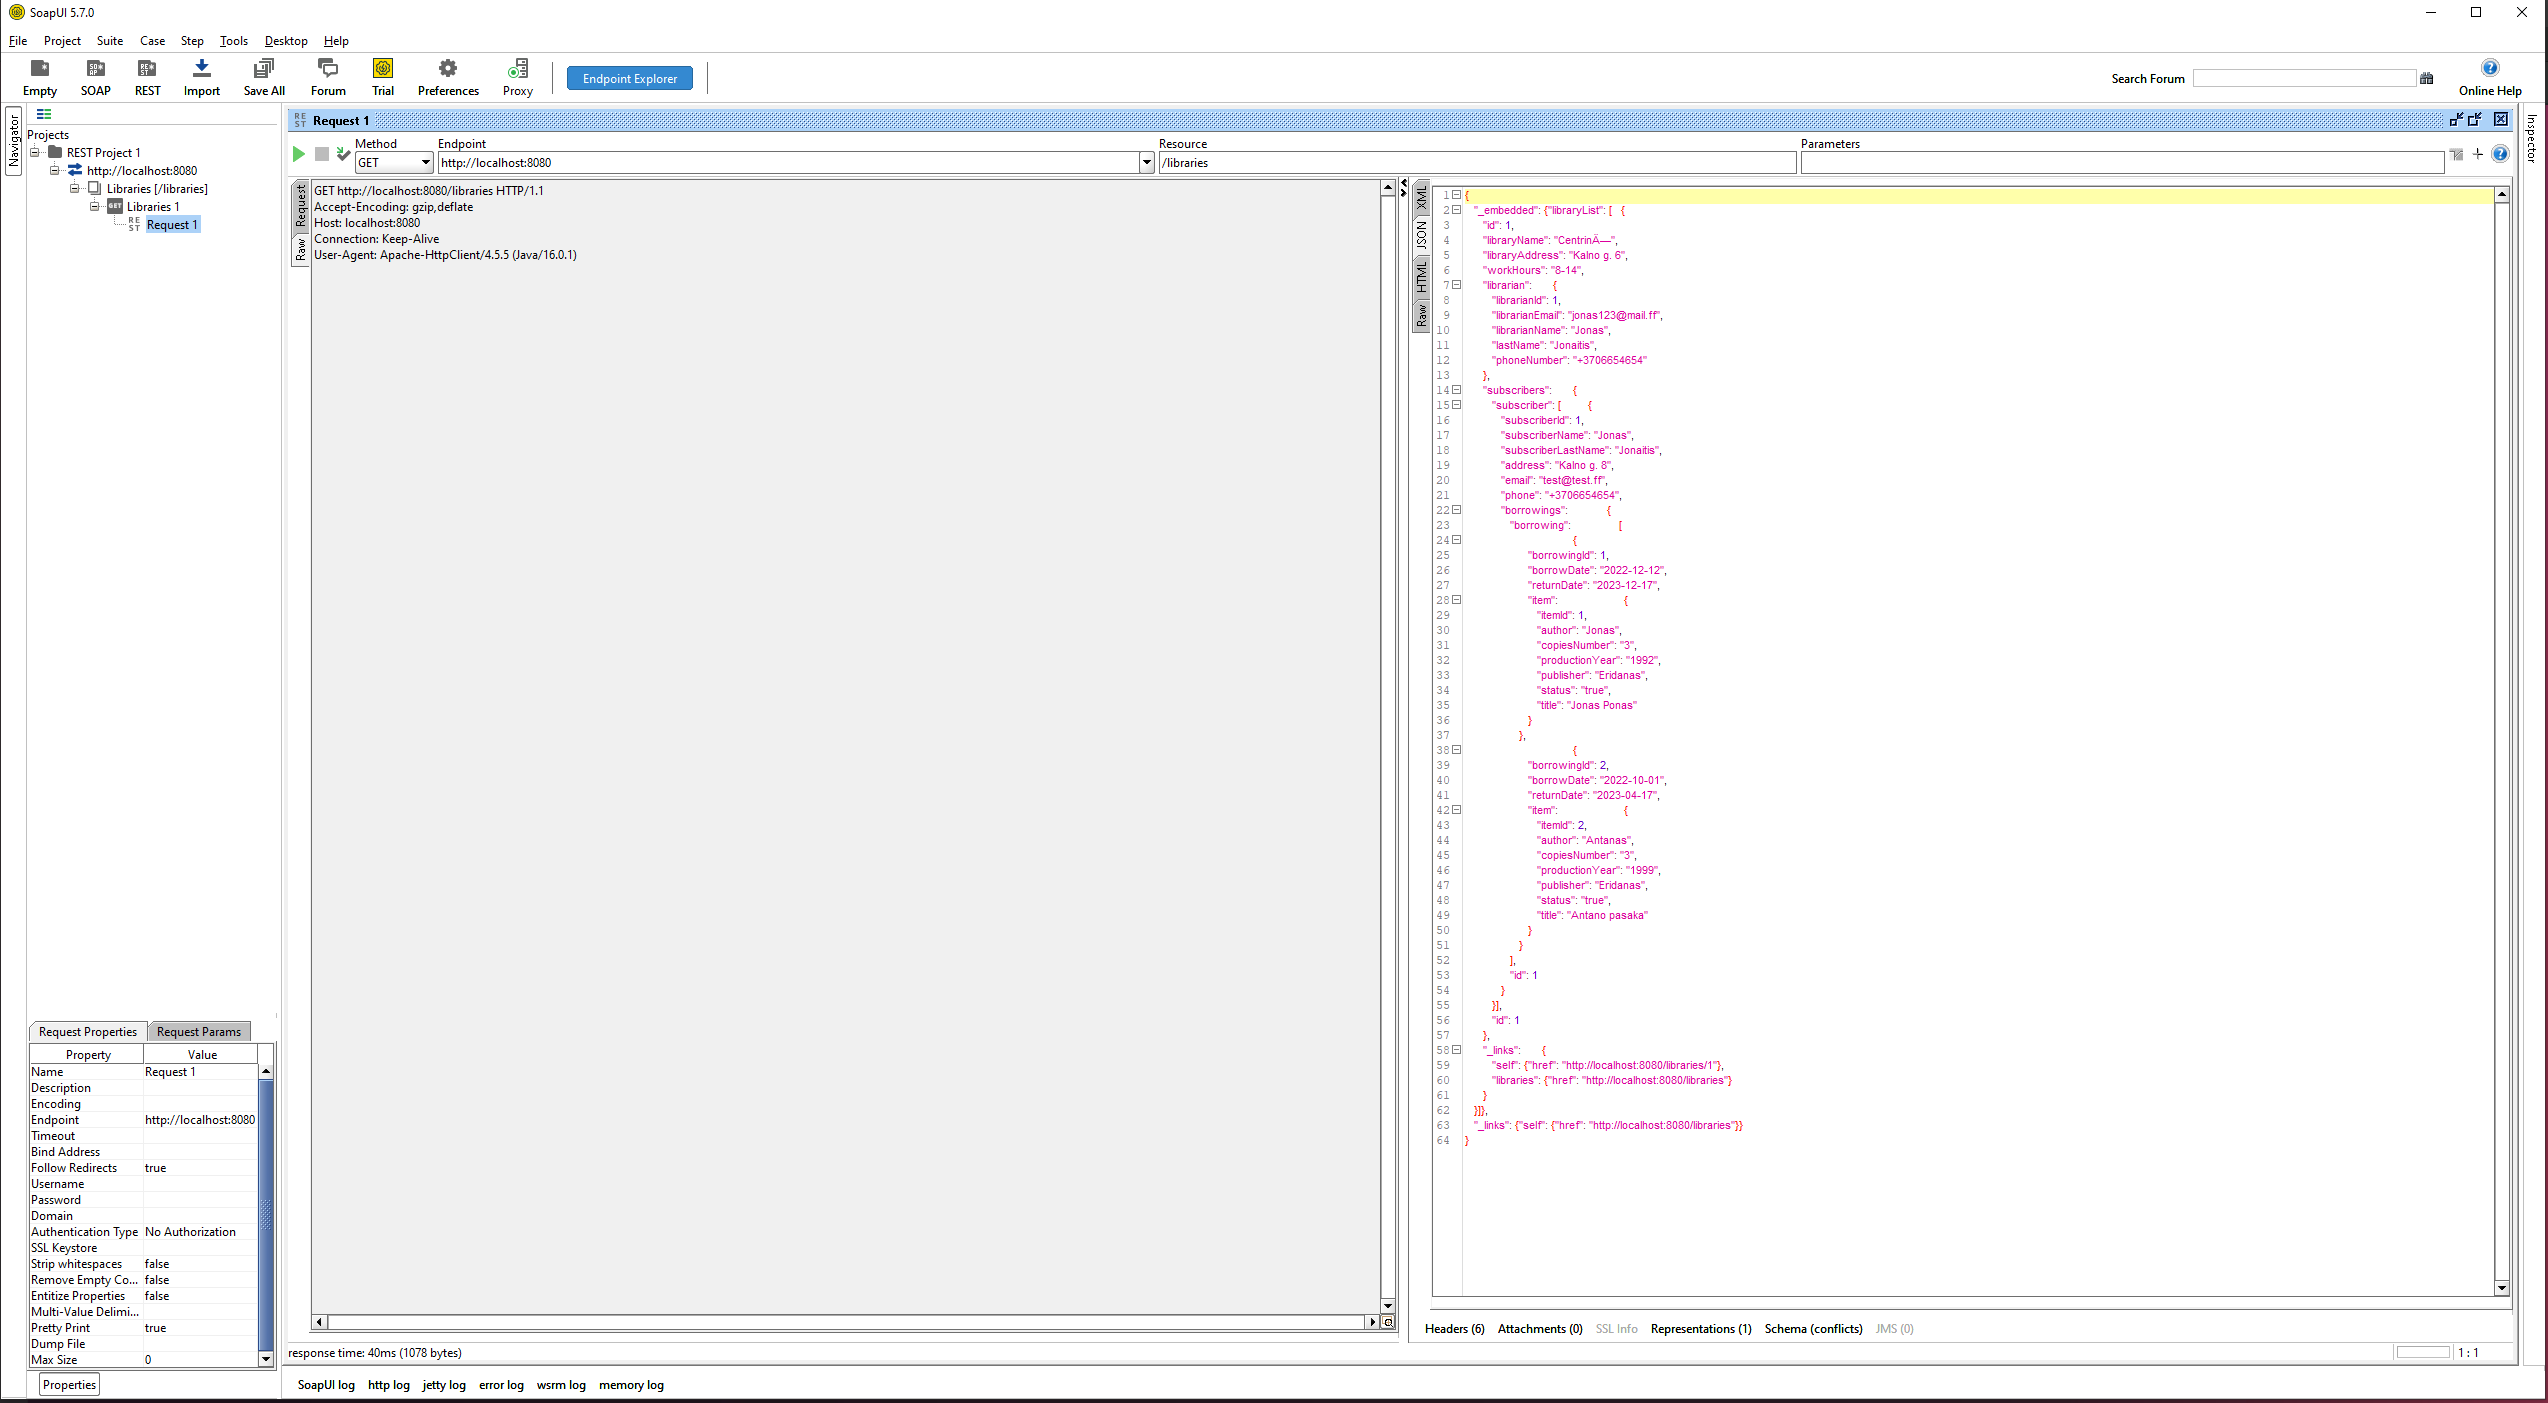 SoapUI 5.7.0
File Project Suite Case Step Tools Desktop Help
Empty SOAP REST Import Save All Forum Trial Preferences Proxy Endpoint Explorer Search Forum Online Help
Navigator
Projects
REST Project 1
http://localhost:8080
Libraries [/libraries]
GET Libraries 1
REST Request 1
Request Properties Request Params
Property Value
Name Request 1
Description
Encoding
Endpoint http://localhost:8080
Timeout
Bind Address
Follow Redirects true
Username
Password
Domain
Authentication Type No Authorization
SSL Keystore
Strip whitespaces false
Remove Empty Co... false
Entitize Properties false
Multi-Value Delimi...
Pretty Print true
Dump File
Max Size 0
Properties
REST Request 1
Method Endpoint Resource Parameters
GET http://localhost:8080 /libraries
Request
Raw
GET http://localhost:8080/libraries HTTP/1.1
Accept-Encoding: gzip,deflate
Host: localhost:8080
Connection: Keep-Alive
User-Agent: Apache-HttpClient/4.5.5 (Java/16.0.1)
XML
JSON
HTML
Raw
1 {
2 "_embedded": {"libraryList": [ {
3 "id": 1,
4 "libraryName": "CentrinÄ—",
5 "libraryAddress": "Kalno g. 6",
6 "workHours": "8-14",
7 "librarian": {
8 "librarianId": 1,
9 "librarianEmail": "jonas123@mail.ff",
10 "librarianName": "Jonas",
11 "lastName": "Jonaitis",
12 "phoneNumber": "+3706654654"
13 },
14 "subscribers": {
15 "subscriber": [ {
16 "subscriberId": 1,
17 "subscriberName": "Jonas",
18 "subscriberLastName": "Jonaitis",
19 "address": "Kalno g. 8",
20 "email": "test@test.ff",
21 "phone": "+3706654654",
22 "borrowings": {
23 "borrowing": [
24 {
25 "borrowingId": 1,
26 "borrowDate": "2022-12-12",
27 "returnDate": "2023-12-17",
28 "item": {
29 "itemId": 1,
30 "author": "Jonas",
31 "copiesNumber": "3",
32 "productionYear": "1992",
33 "publisher": "Eridanas",
34 "status": "true",
35 "title": "Jonas Ponas"
36 }
37 },
38 {
39 "borrowingId": 2,
40 "borrowDate": "2022-10-01",
41 "returnDate": "2023-04-17",
42 "item": {
43 "itemId": 2,
44 "author": "Antanas",
45 "copiesNumber": "3",
46 "productionYear": "1999",
47 "publisher": "Eridanas",
48 "status": "true",
49 "title": "Antano pasaka"
50 }
51 }
52 ],
53 "id": 1
54 }
55 }],
56 "id": 1
57 },
58 "_links": {
59 "self": {"href": "http://localhost:8080/libraries/1"},
60 "libraries": {"href": "http://localhost:8080/libraries"}
61 }
62 }]},
63 "_links": {"self": {"href": "http://localhost:8080/libraries"}}
64 }
Headers (6) Attachments (0) SSL Info Representations (1) Schema (conflicts) JMS (0)
response time: 40ms (1078 bytes) 1 : 1
SoapUI log http log jetty log error log wsrm log memory log
Inspector